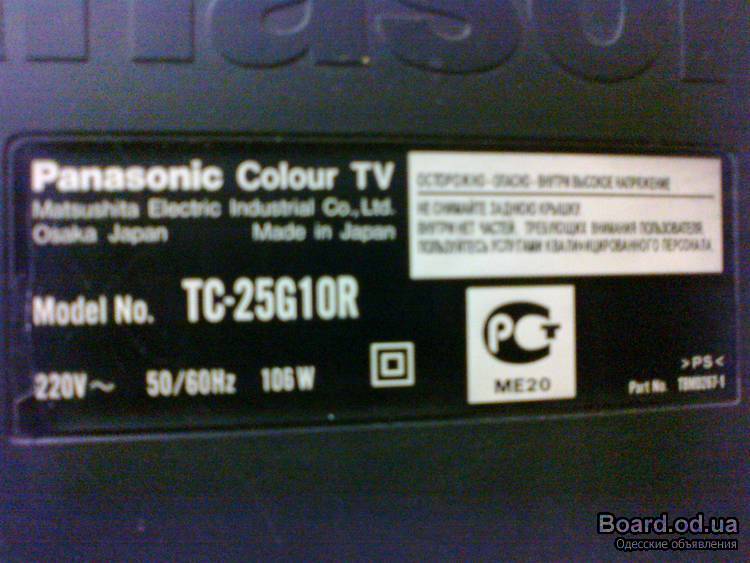 nason
Panasonic Colour TV
Matsushita Electric Industrial Co., Ltd.
Osaka Japan Made in Japan
ОСТОРОЖНО - ОПАСНО - ВНУТРИ ВЫСОКОЕ НАПРЯЖЕНИЕ
НЕ СНИМАЙТЕ ЗАДНЮЮ КРЫШКУ.
ВНУТРИ НЕТ ЧАСТЕЙ, ТРЕБУЮЩИХ ВНИМАНИЯ ПОЛЬЗОВАТЕЛЯ.
ПОЛЬЗУЙТЕСЬ УСЛУГАМИ КВАЛИФИЦИРОВАННОГО ПЕРСОНАЛА.
Model No. TC-25G10R
220V~ 50/60Hz 106W
РСТ
ME20
>PS<
Part No.
Board.od.ua
Одесские объявления